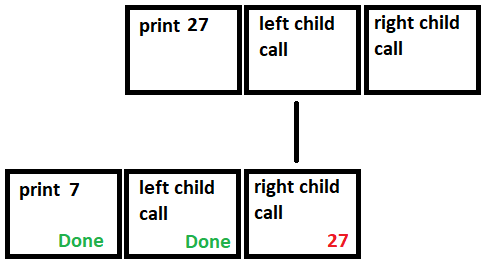 print 27
left child
call
right child
call
print 7
Done
left child
call
Done
right child
call
27